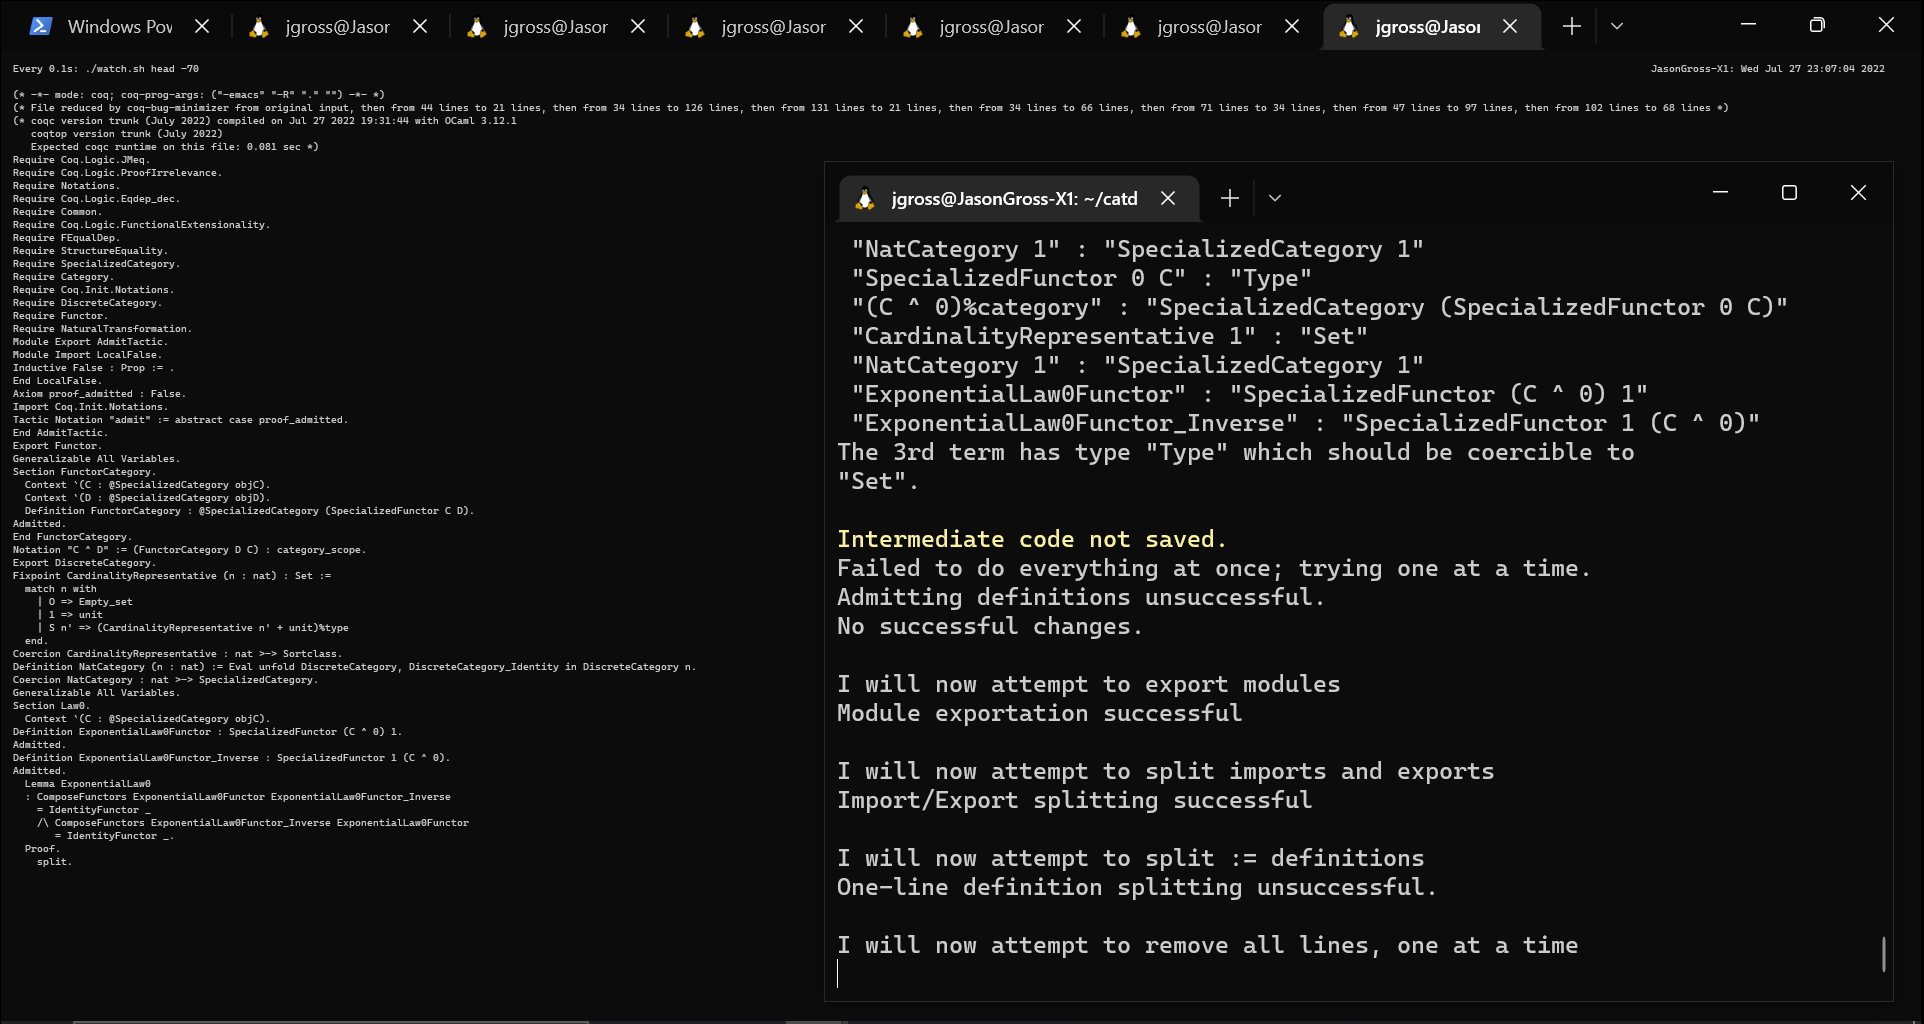 Windows Pov
jgross@Jasor
jgross@Jasor
jgross@Jasor
jgross@Jasor
jgross@Jasor
jgross@Jasor
Every 0.1s: ./watch.sh head -70
JasonGross-X1: Wed Jul 27 23:07:04 2022
(* -*- mode: coq; coq-prog-args: ("-emacs" "-R" "." "") -*- *)
(* File reduced by coq-bug-minimizer from original input, then from 44 lines to 21 lines, then from 34 lines to 126 lines, then from 131 lines to 21 lines, then from 34 lines to 66 lines, then from 71 lines to 34 lines, then from 47 lines to 97 lines, then from 102 lines to 68 lines *)
(* coqc version trunk (July 2022) compiled on Jul 27 2022 19:31:44 with OCaml 3.12.1
coqtop version trunk (July 2022)
Expected coqc runtime on this file: 0.081 sec *)
Require Coq.Logic.JMeq.
Require Coq.Logic.ProofIrrelevance.
Require Notations.
Require Coq.Logic.Eqdep_dec.
Require Common.
Require Coq.Logic.FunctionalExtensionality.
Require FEqualDep.
Require StructureEquality.
Require SpecializedCategory.
Require Category.
Require Coq.Init.Notations.
Require DiscreteCategory.
Require Functor.
Require NaturalTransformation.
Module Export AdmitTactic.
Module Import LocalFalse.
Inductive False : Prop := .
End LocalFalse.
Axiom proof_admitted : False.
Import Coq.Init.Notations.
Tactic Notation "admit" := abstract case proof_admitted.
End AdmitTactic.
Export Functor.
Generalizable All Variables.
Section FunctorCategory.
Context `(C : @SpecializedCategory objC).
Context `(D : @SpecializedCategory objD).
Definition FunctorCategory : @SpecializedCategory (SpecializedFunctor C D).
Admitted.
End FunctorCategory.
Notation "C ^ D" := (FunctorCategory D C) : category_scope.
Export DiscreteCategory.
Fixpoint CardinalityRepresentative (n : nat) : Set :=
match n with
| O => Empty_set
| 1 => unit
| S n' => (CardinalityRepresentative n' + unit)%type
end.
Coercion CardinalityRepresentative : nat >-> Sortclass.
Definition NatCategory (n : nat) := Eval unfold DiscreteCategory, DiscreteCategory_Identity in DiscreteCategory n.
Coercion NatCategory : nat >-> SpecializedCategory.
Generalizable All Variables.
Section Law0.
Context `(C : @SpecializedCategory objC).
Definition ExponentialLaw0Functor : SpecializedFunctor (C ^ 0) 1.
Admitted.
Definition ExponentialLaw0Functor_Inverse : SpecializedFunctor 1 (C ^ 0).
Admitted.
Lemma ExponentialLaw0
: ComposeFunctors ExponentialLaw0Functor ExponentialLaw0Functor_Inverse
= IdentityFunctor _
/\ ComposeFunctors ExponentialLaw0Functor_Inverse ExponentialLaw0Functor
= IdentityFunctor _.
Proof.
split.
jgross@JasonGross-X1: ~/catd
"NatCategory 1" : "SpecializedCategory 1"
"SpecializedFunctor 0 C" : "Type"
"(C ^ 0)%category" : "SpecializedCategory (SpecializedFunctor 0 C)"
"CardinalityRepresentative 1" : "Set"
"NatCategory 1" : "SpecializedCategory 1"
"ExponentialLaw0Functor" : "SpecializedFunctor (C ^ 0) 1"
"ExponentialLaw0Functor_Inverse" : "SpecializedFunctor 1 (C ^ 0)"
The 3rd term has type "Type" which should be coercible to
"Set".
Intermediate code not saved.
Failed to do everything at once; trying one at a time.
Admitting definitions unsuccessful.
No successful changes.
I will now attempt to export modules
Module exportation successful
I will now attempt to split imports and exports
Import/Export splitting successful
I will now attempt to split := definitions
One-line definition splitting unsuccessful.
I will now attempt to remove all lines, one at a time